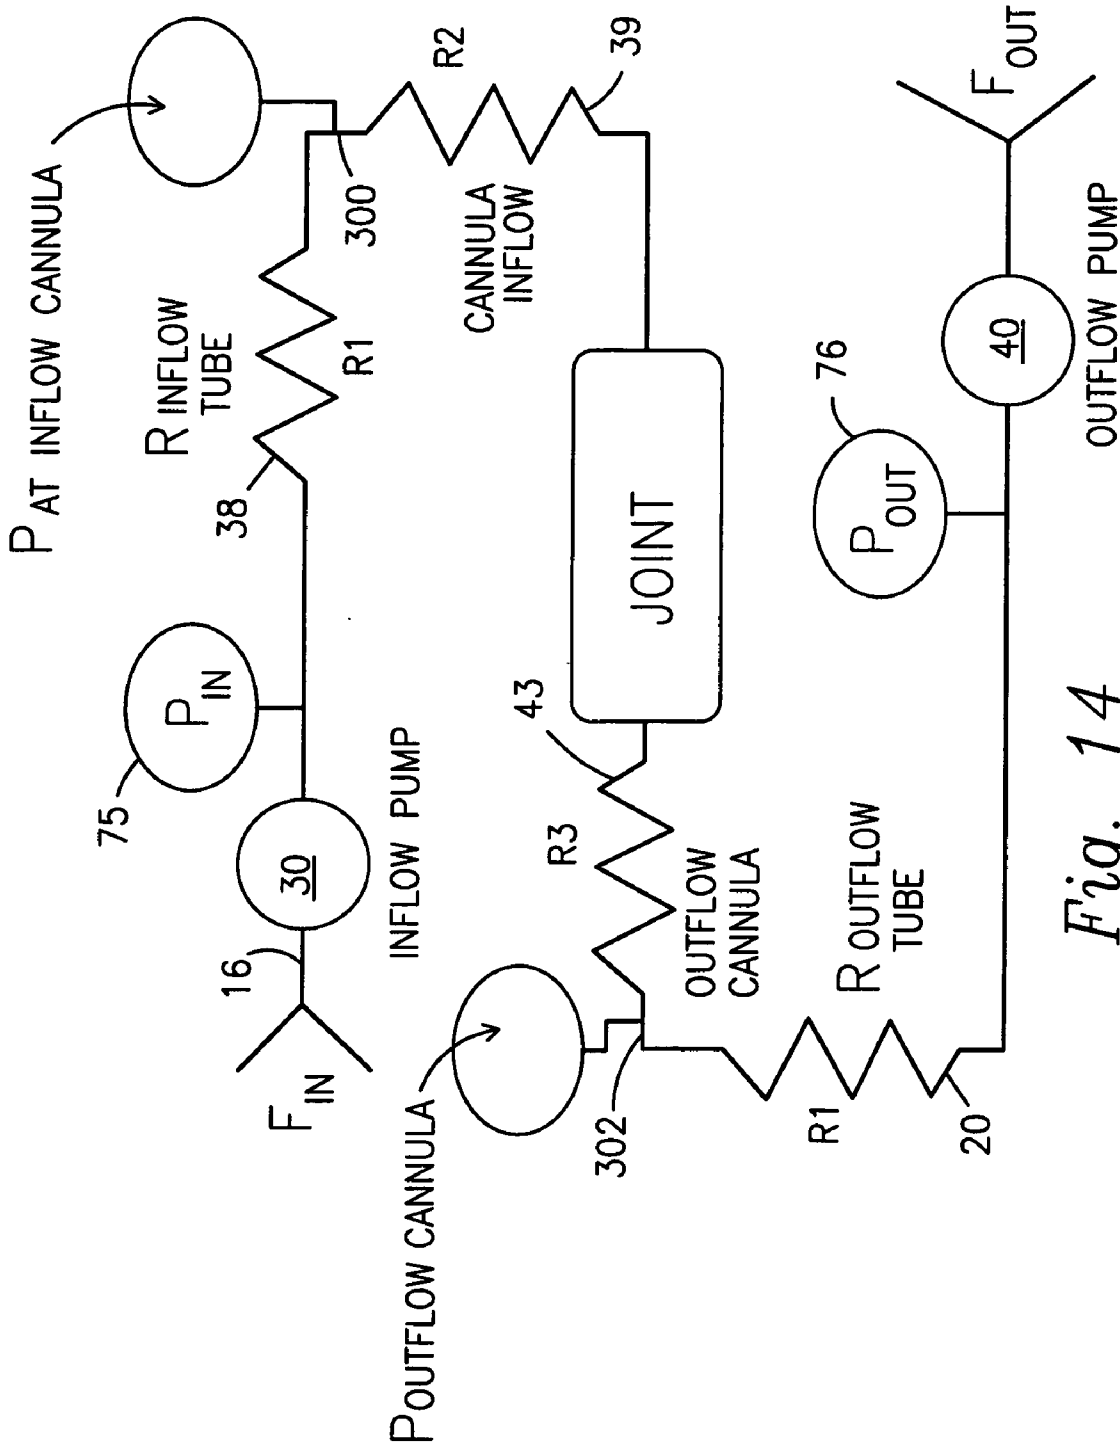 P AT INFLOW CANNULA
75
P IN
F IN
16
30
INFLOW PUMP
38
R INFLOW
TUBE
R1
300
R2
39
CANNULA
INFLOW
P OUTFLOW CANNULA
302
R3
43
OUTFLOW
CANNULA
JOINT
R1
R OUTFLOW
TUBE
20
76
P OUT
40
OUTFLOW PUMP
F OUT
Fig. 14